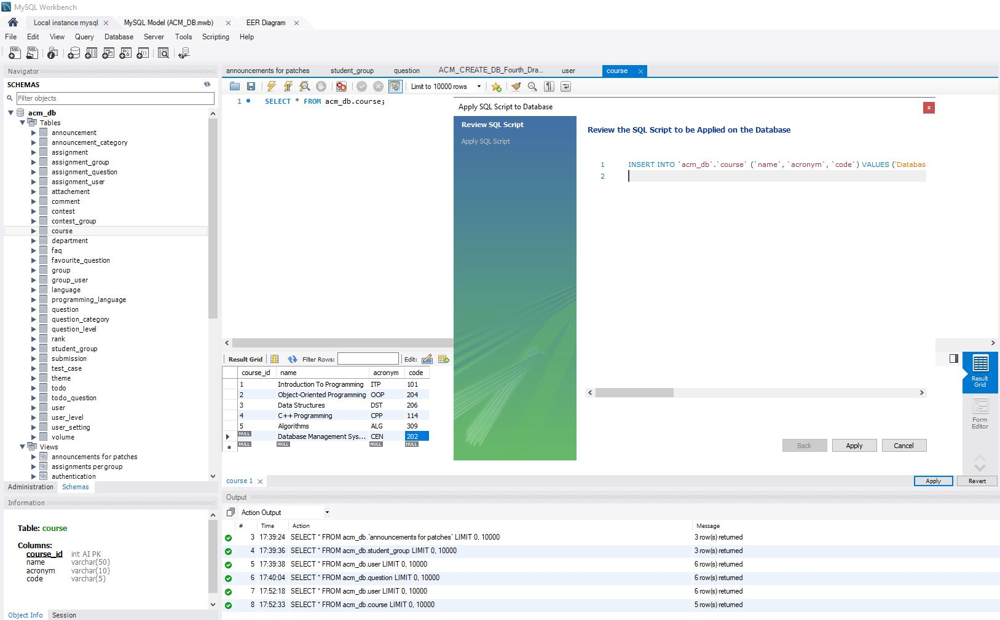 MySQL Workbench
Local instance mysql
MySQL Model (ACM_DB.mwb)
EER Diagram
File Edit View Query Database Server Tools Scripting Help
Navigator
SCHEMAS
Filter objects
acm_db
Tables
announcement
announcement_category
assignment
assignment_group
assignment_question
assignment_user
attachement
comment
contest
contest_group
course
department
faq
favourite_question
group
group_user
language
programming_language
question
question_category
question_level
rank
student_group
submission
test_case
theme
todo
todo_question
user
user_level
user_setting
volume
Views
announcements for patches
assignments per group
authentication
Administration Schemas
Information
Table: course
Columns:
course_id int AI PK
name varchar(50)
acronym varchar(10)
code varchar(5)
Object Info Session
announcements for patches student_group question ACM_CREATE_DB_Fourth_Dra... user course
Limit to 10000 rows
1 SELECT * FROM acm_db.course;
Apply SQL Script to Database
Review SQL Script
Apply SQL Script
Review the SQL Script to be Applied on the Database
1 INSERT INTO `acm_db`.`course` (`name`, `acronym`, `code`) VALUES ('Databas
2
Back Apply Cancel
Result Grid Filter Rows: Edit:
course_id name acronym code
1 Introduction To Programming ITP 101
2 Object-Oriented Programming OOP 204
3 Data Structures DST 206
4 C++ Programming CPP 114
5 Algorithms ALG 309
NULL Database Management Sys... CEN 202
NULL NULL NULL NULL
Result
Grid
Form
Editor
course 1
Apply Revert
Output
Action Output
# Time Action Message
3 17:39:24 SELECT * FROM acm_db.`announcements for patches` LIMIT 0, 10000 3 row(s) returned
4 17:39:36 SELECT * FROM acm_db.student_group LIMIT 0, 10000 3 row(s) returned
5 17:39:38 SELECT * FROM acm_db.user LIMIT 0, 10000 6 row(s) returned
6 17:40:04 SELECT * FROM acm_db.question LIMIT 0, 10000 6 row(s) returned
7 17:52:18 SELECT * FROM acm_db.user LIMIT 0, 10000 6 row(s) returned
8 17:52:33 SELECT * FROM acm_db.course LIMIT 0, 10000 5 row(s) returned